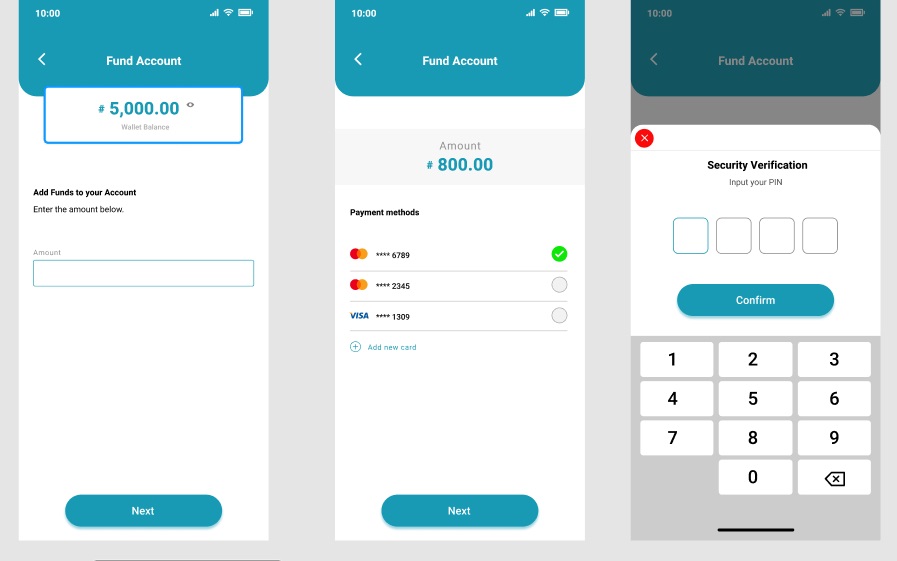 10:00
Fund Account
# 5,000.00
Wallet Balance
Add Funds to your Account
Enter the amount below.
Amount
Next
10:00
Fund Account
Amount
# 800.00
Payment methods
**** 6789
**** 2345
VISA **** 1309
Add new card
Next
10:00
Fund Account
Security Verification
Input your PIN
Confirm
1 2 3
4 5 6
7 8 9
0